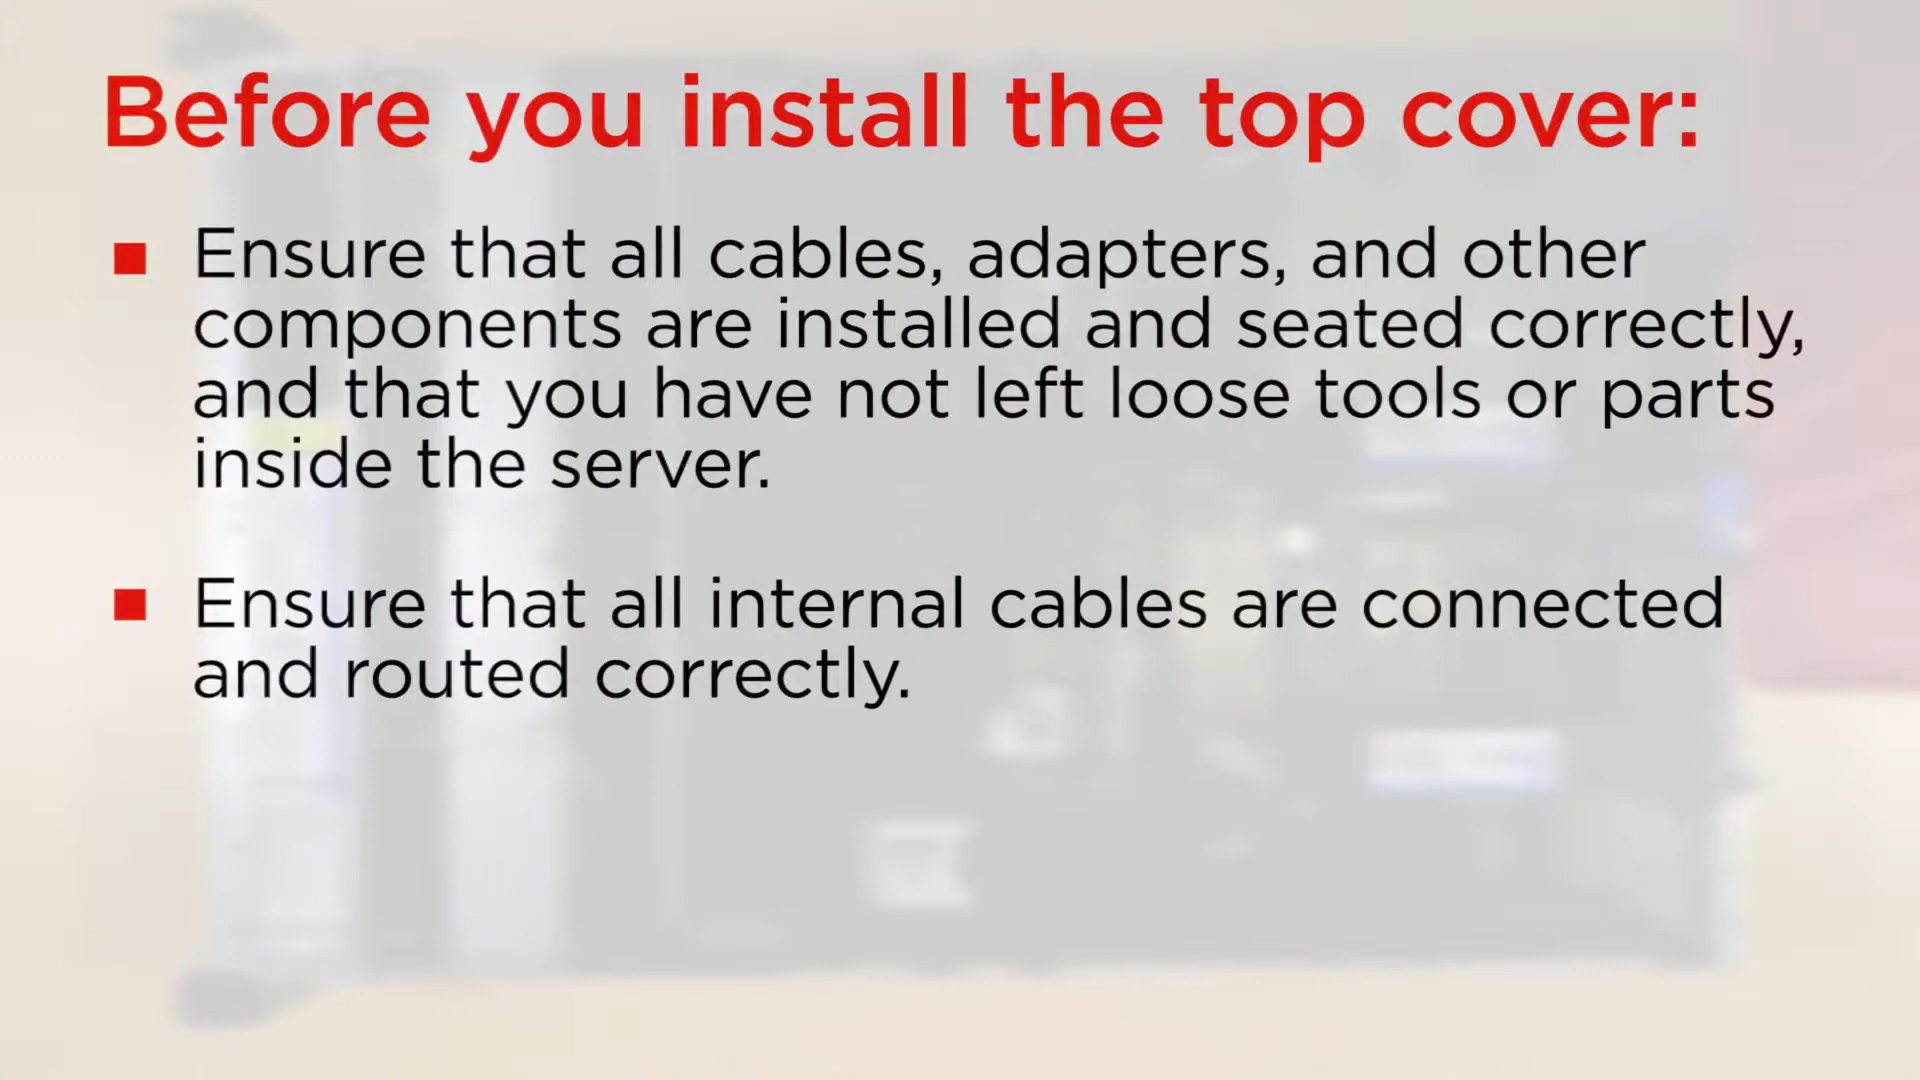 Before you install the top cover:
Ensure that all cables, adapters, and other
components are installed and seated correctly,
and that you have not left loose tools or parts
inside the server.
Ensure that all internal cables are connected
and routed correctly.